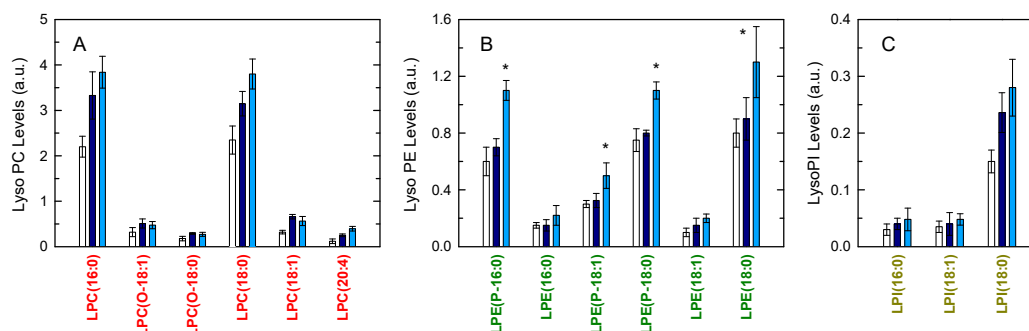 A
Lyso PC Levels (a.u.)
5
4
3
2
1
0
LPC(16:0)
LPC(O-18:1)
LPC(O-18:0)
LPC(18:0)
LPC(18:1)
LPC(20:4)
B
Lyso PE Levels (a.u.)
1.6
1.2
0.8
0.4
0.0
*
*
*
*
LPE(P-16:0)
LPE(16:0)
LPE(P-18:1)
LPE(P-18:0)
LPE(18:1)
LPE(18:0)
C
LysoPI Levels (a.u.)
0.4
0.3
0.2
0.1
0.0
LPI(16:0)
LPI(18:1)
LPI(18:0)